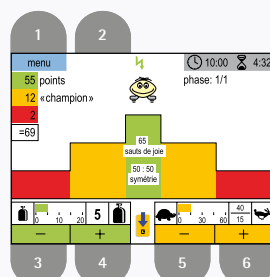 1 2
menu 10:00 4:32
55 points phase: 1/1
12 «champion»
2
=69
65
sauts de joie
50 : 50
symétrie
0 10 20 5 0 30 60 40
15
− + − +
3 4 5 6